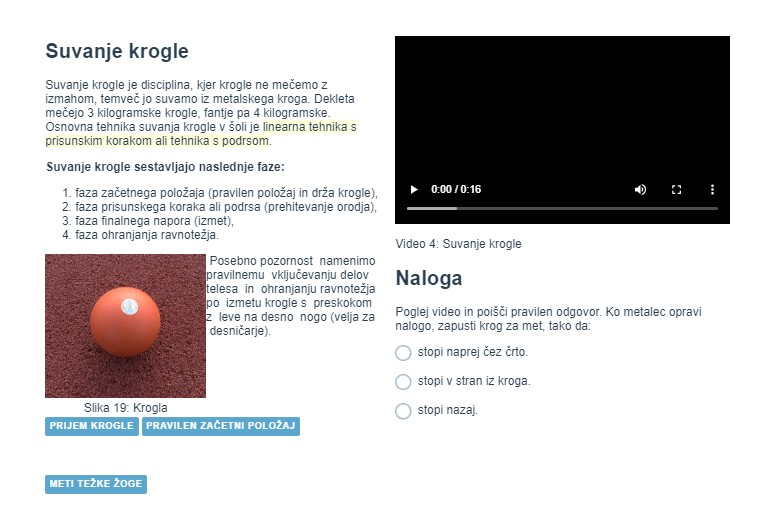 Suvanje krogle
Suvanje krogle je disciplina, kjer krogle ne mečemo z
izmahom, temveč jo suvamo iz metalskega kroga. Dekleta
mečejo 3 kilogramske krogle, fantje pa 4 kilogramske.
Osnovna tehnika suvanja krogle v šoli je linearna tehnika s
prisunskim korakom ali tehnika s podrsom.
Suvanje krogle sestavljajo naslednje faze:
1. faza začetnega položaja (pravilen položaj in drža krogle),
2. faza prisunskega koraka ali podrsa (prehitevanje orodja),
3. faza finalnega napora (izmet),
4. faza ohranjanja ravnotežja.
Posebno pozornost namenimo
pravilnemu vključevanju delov
telesa in ohranjanju ravnotežja
po izmetu krogle s preskokom
z leve na desno nogo (velja za
desničarje).
Slika 19: Krogla
PRIJEM KROGLE PRAVILEN ZAČETNI POLOŽAJ
METI TEŽKE ŽOGE
0:00 / 0:16
Video 4: Suvanje krogle
Naloga
Poglej video in poišči pravilen odgovor. Ko metalec opravi
nalogo, zapusti krog za met, tako da:
stopi naprej čez črto.
stopi v stran iz kroga.
stopi nazaj.